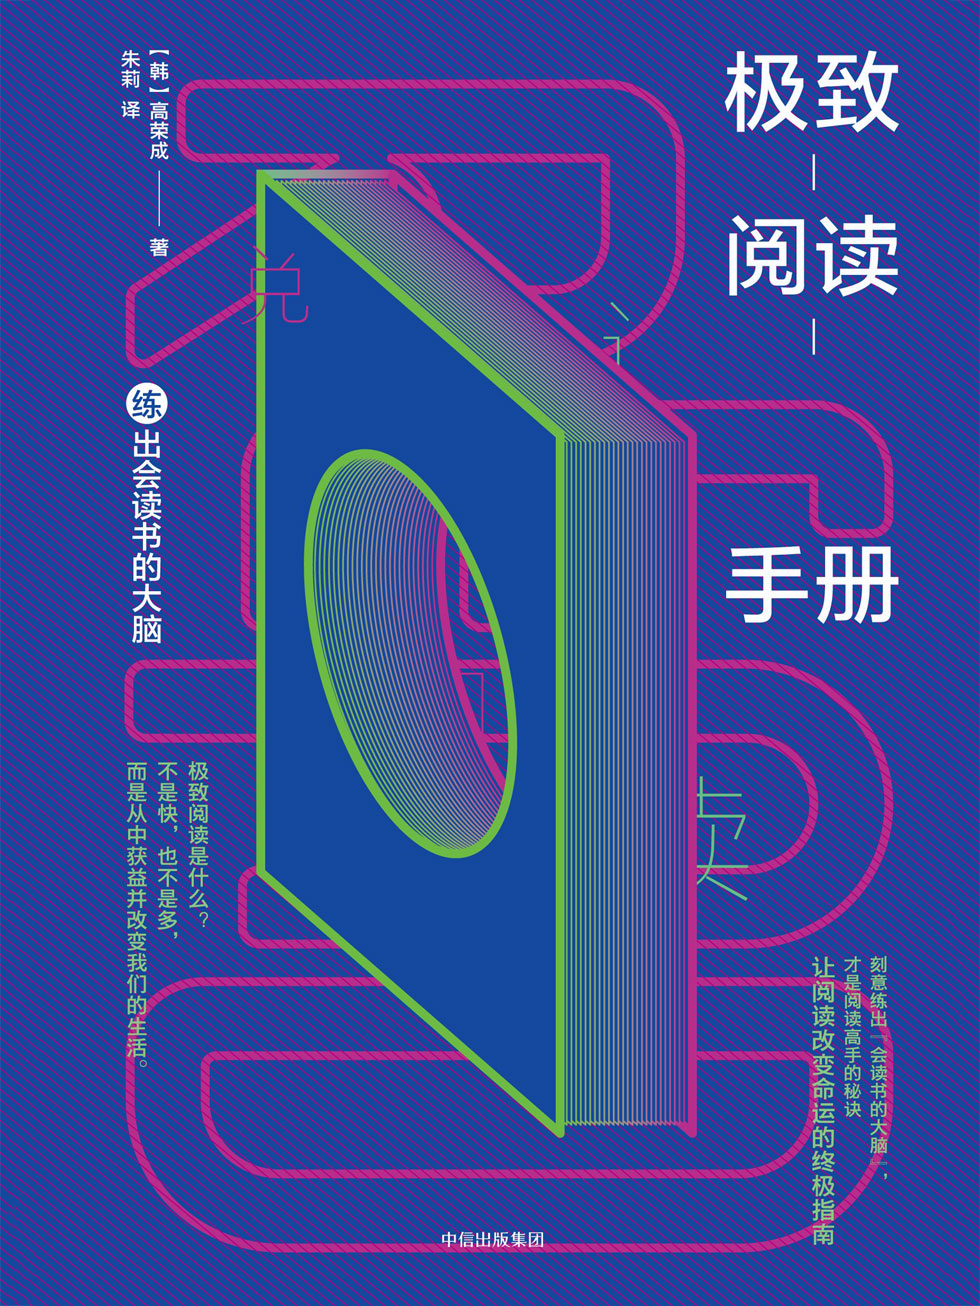 极致
阅读
手册
【韩】高荣成——著
朱莉 译
练出会读书的大脑
极致阅读是什么？
不是快，也不是多，
而是从中获益并改变我们的生活。
刻意练出『会读书的大脑』，
才是阅读高手的秘诀
让阅读改变命运的终极指南
中信出版集团